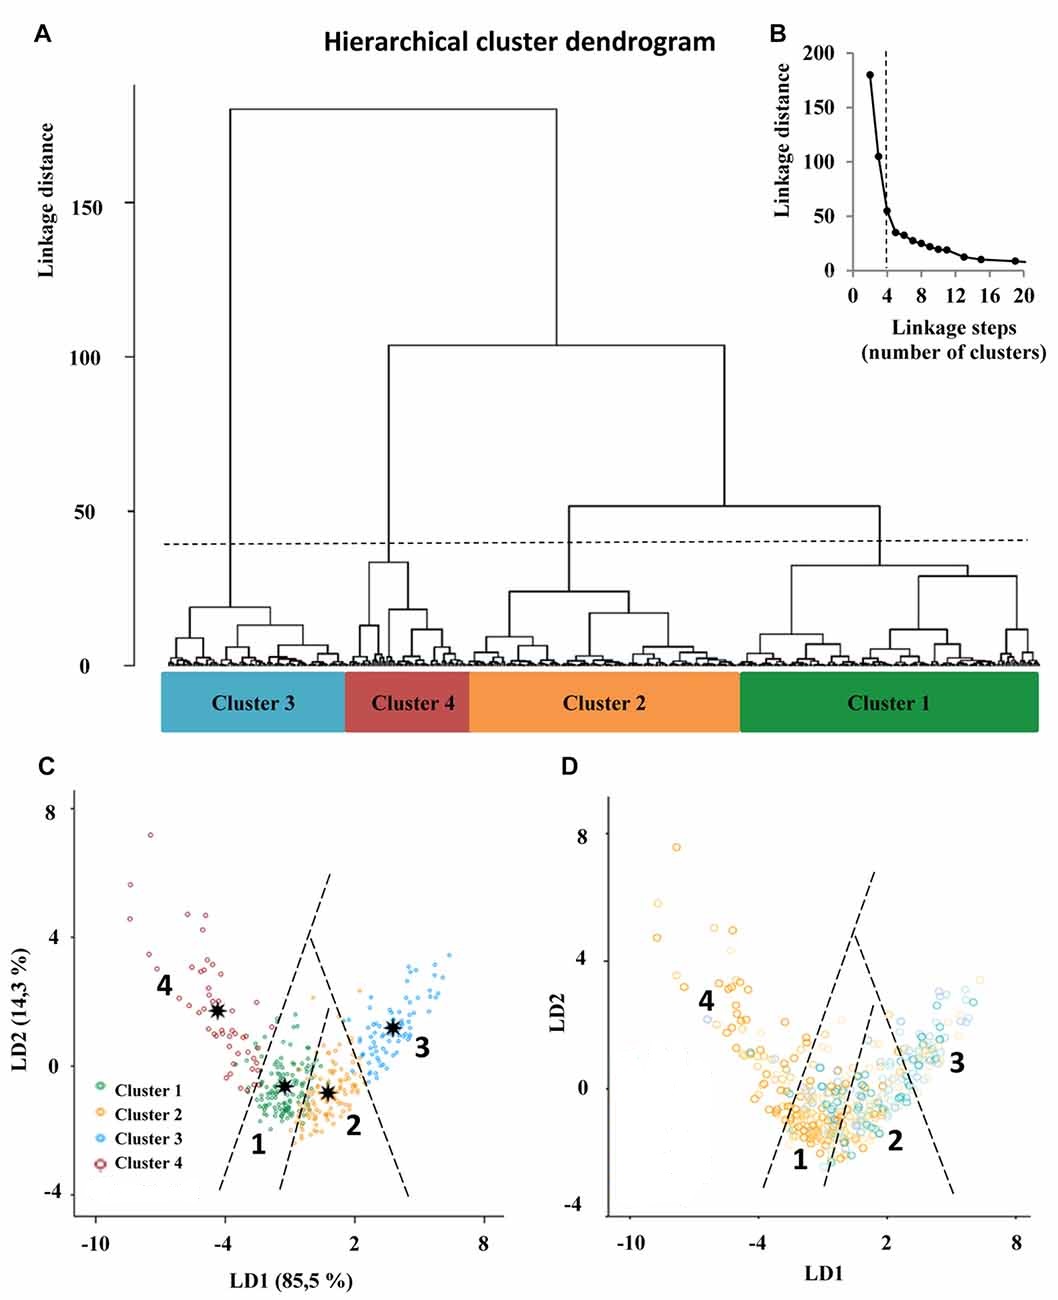 A
Hierarchical cluster dendrogram
Linkage distance
150
100
50
0
Cluster 3
Cluster 4
Cluster 2
Cluster 1
B
Linkage distance
200
150
100
50
0
0 4 8 12 16 20
Linkage steps
(number of clusters)
C
LD2 (14,3 %)
8
4
0
-4
4
3
1
2
Cluster 1
Cluster 2
Cluster 3
Cluster 4
-10 -4 2 8
LD1 (85,5 %)
D
LD2
8
4
0
-4
4
3
2
1
-10 -4 2 8
LD1